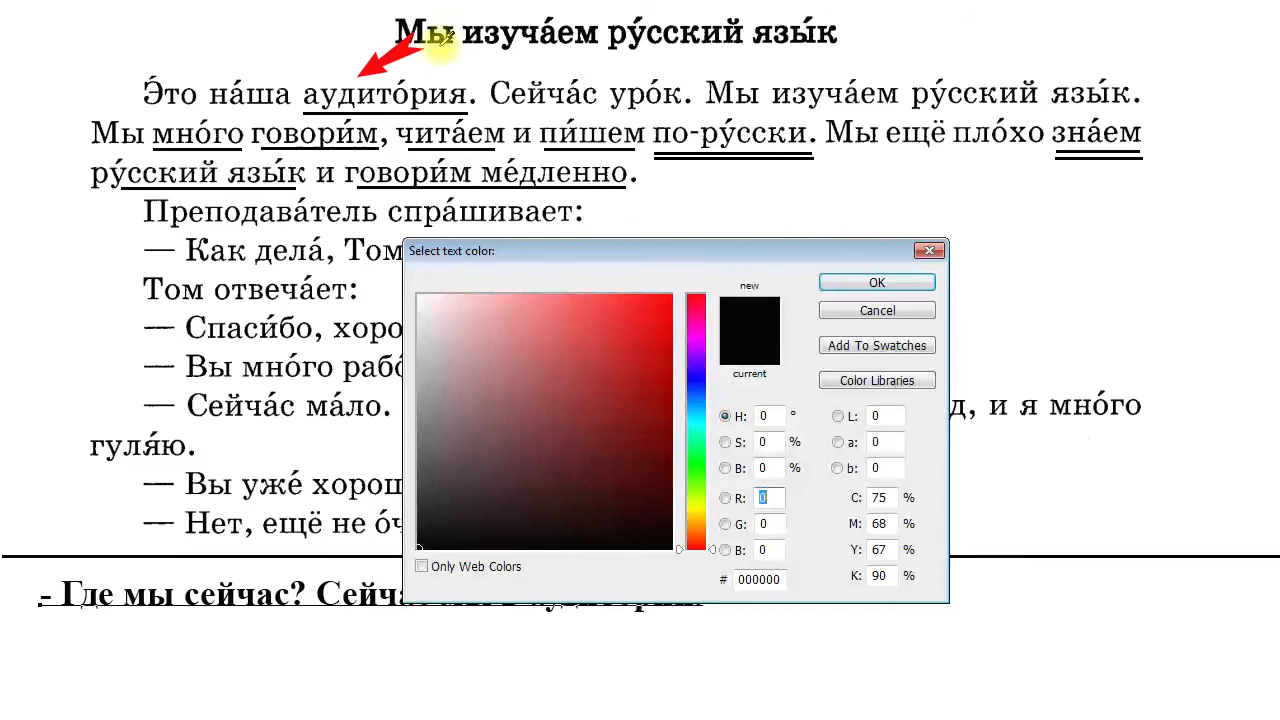 Мы изуча́ем ру́сский язы́к
Э́то на́ша аудито́рия. Сейча́с уро́к. Мы изуча́ем ру́сский язы́к.
Мы мно́го говори́м, чита́ем и пи́шем по-ру́сски. Мы ещё пло́хо зна́ем
ру́сский язы́к и говори́м ме́дленно.
Преподава́тель спра́шивает:
— Как дела́, Том
Том отвеча́ет:
— Спаси́бо,
— Вы мно́го
— Сейча́с ма́ло. и я мно́го
гуля́ю.
— Вы уже́
— Нет, ещё не
- Где мы сейчас?
Select text color:
new
current
OK
Cancel
Add To Swatches
Color Libraries
H: 0 °
S: 0 %
B: 0 %
R: 0
G: 0
B: 0
# 000000
L: 0
a: 0
b: 0
C: 75 %
M: 68 %
Y: 67 %
K: 90 %
Only Web Colors